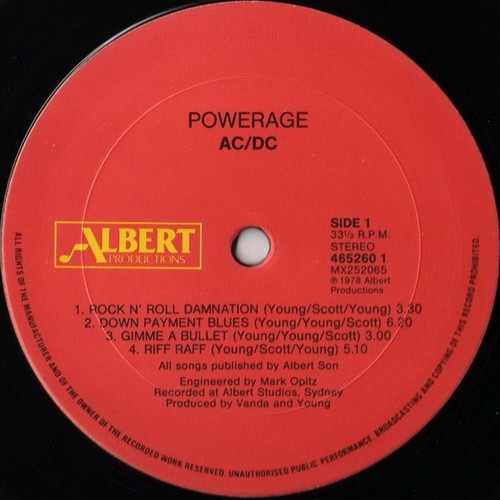 POWERAGE
AC/DC
ALBERT
PRODUCTIONS
SIDE 1
33⅓ R.P.M.
STEREO
465260 1
MX252065
℗ 1978 Albert
Productions
1. ROCK N' ROLL DAMNATION (Young/Scott/Young) 3.30
2. DOWN PAYMENT BLUES (Young/Young/Scott) 6.20
3. GIMME A BULLET (Young/Scott/Young) 3.00
4. RIFF RAFF (Young/Scott/Young) 5.10
All songs published by Albert Son
Engineered by Mark Opitz
Recorded at Albert Studios, Sydney
Produced by Vanda and Young
ALL RIGHTS OF THE MANUFACTURER AND OF THE OWNER OF THE RECORDED WORK RESERVED. UNAUTHORISED PUBLIC PERFORMANCE, BROADCASTING AND COPYING OF THIS RECORD PROHIBITED.